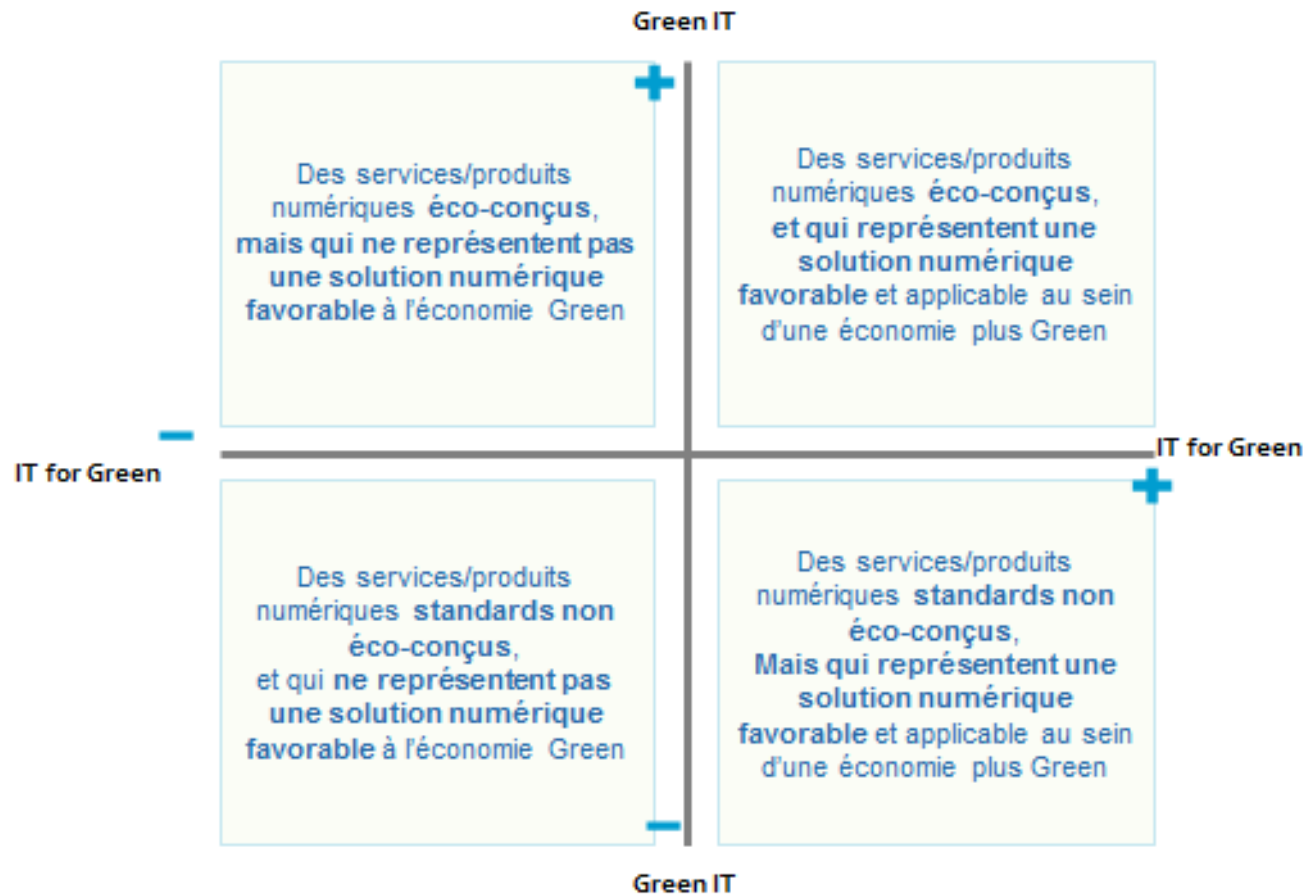 Green IT
Des services/produits
numériques éco-conçus,
mais qui ne représentent pas
une solution numérique
favorable à l'économie Green
Des services/produits
numériques éco-conçus,
et qui représentent une
solution numérique
favorable et applicable au sein
d'une économie plus Green
IT for Green
IT for Green
Des services/produits
numériques standards non
éco-conçus,
et qui ne représentent pas
une solution numérique
favorable à l'économie Green
Des services/produits
numériques standards non
éco-conçus,
Mais qui représentent une
solution numérique
favorable et applicable au sein
d'une économie plus Green
Green IT